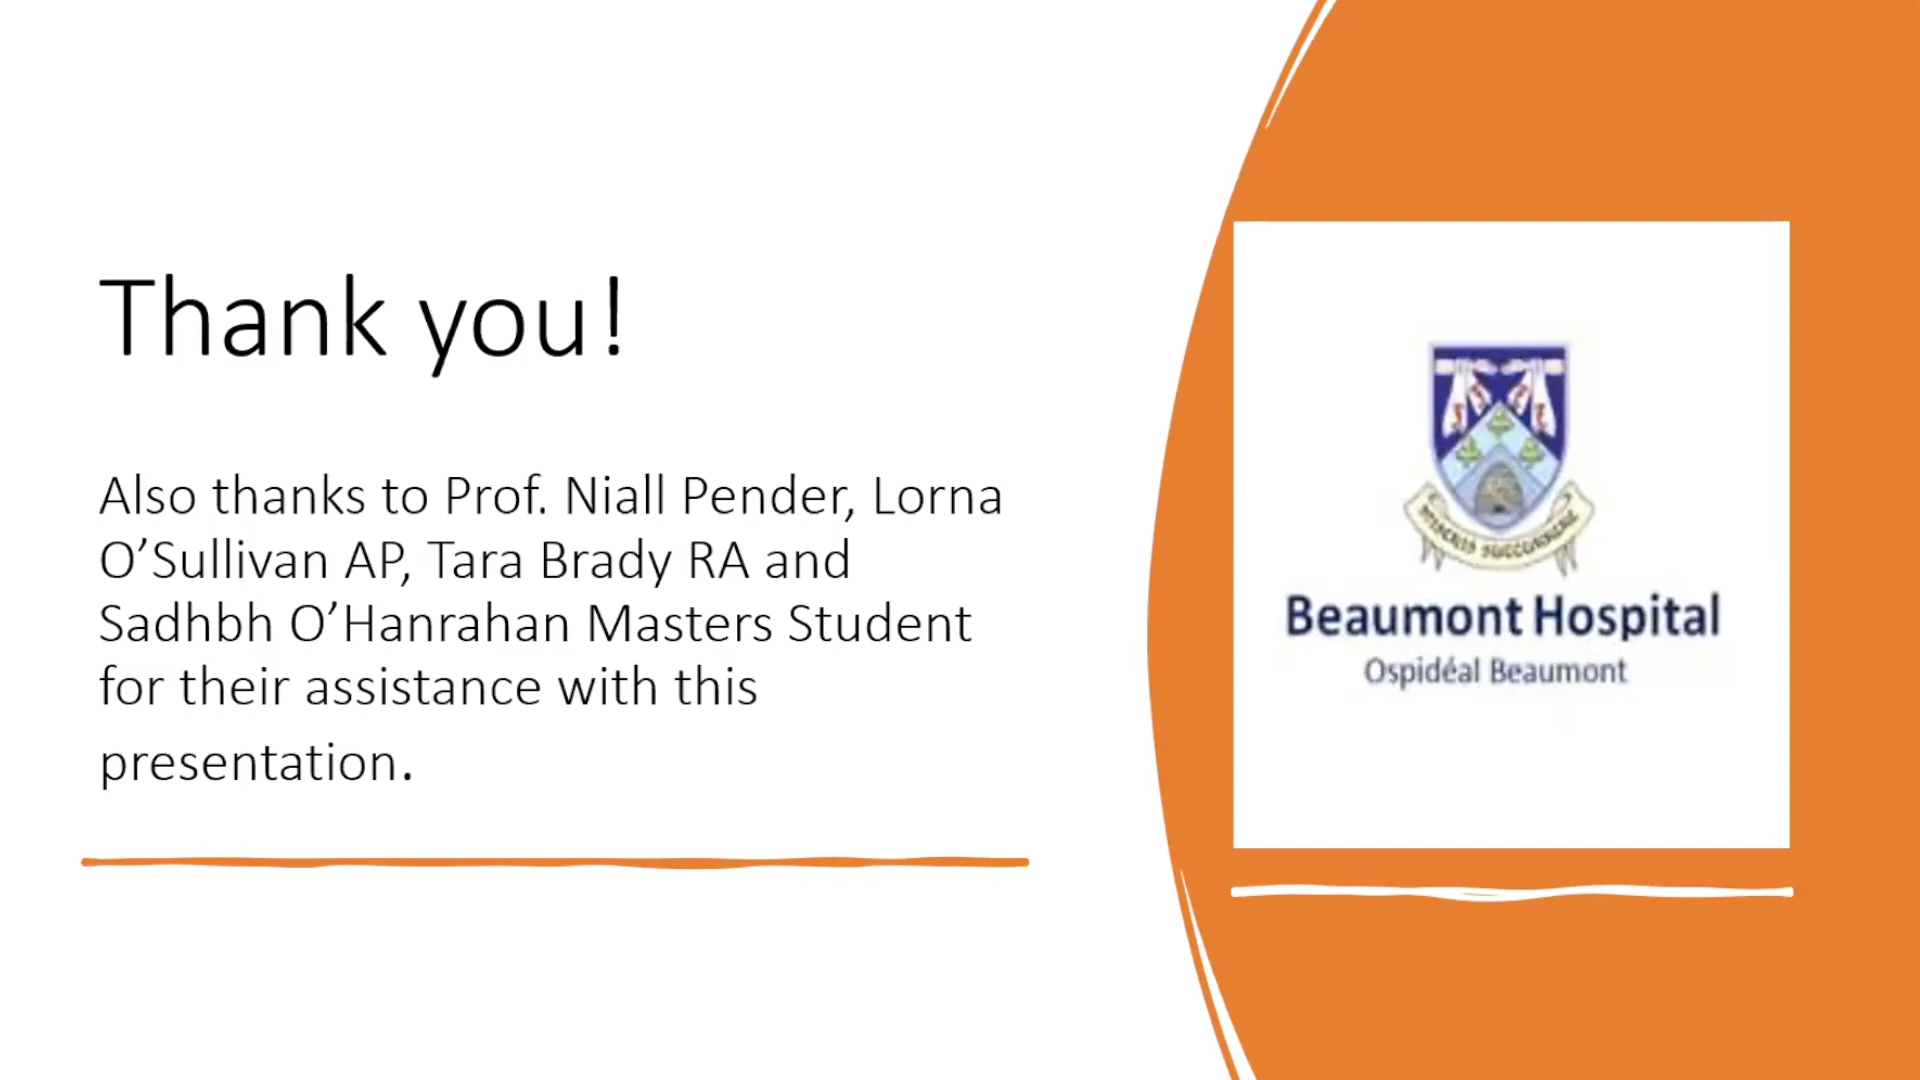 Thank you!
Also thanks to Prof. Niall Pender, Lorna
O’Sullivan AP, Tara Brady RA and
Sadhbh O’Hanrahan Masters Student
for their assistance with this
presentation.
Beaumont Hospital
Ospidéal Beaumont